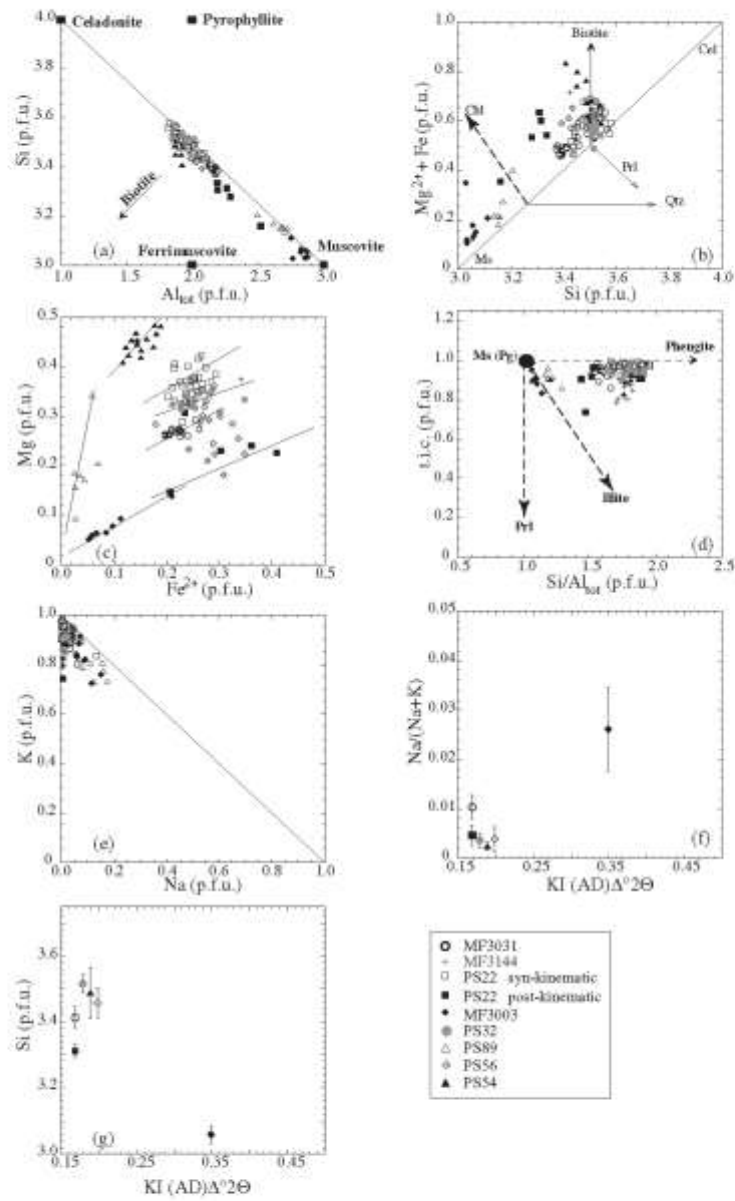 4.0
Celadonite
Pyrophyllite
3.8
3.6
3.4
3.2
3.0
Si (p.f.u.)
Biotite
(a)
Ferrimuscovite
Muscovite
1.0 1.5 2.0 2.5 3.0
Al tot (p.f.u.)
1.0
0.8
0.6
0.4
0.2
0
Mg2+ + Fe (p.f.u.)
Biotite
Cel
Chl
Prl
Qtz
(b)
Ms
3.0 3.2 3.4 3.6 3.8 4.0
Si (p.f.u.)
0.5
0.4
0.3
0.2
0.1
0
Mg (p.f.u.)
(c)
0 0.1 0.2 0.3 0.4 0.5
Fe2+ (p.f.u.)
1.2
1.0
0.8
0.6
0.4
0.2
0
t.i.c. (p.f.u.)
Ms (Pg)
Phengite
Illite
Prl
(d)
0.5 1.0 1.5 2.0 2.5
Si/Al tot (p.f.u.)
1.0
0.8
0.6
0.4
0.2
0
K (p.f.u.)
(e)
0.0 0.2 0.4 0.6 0.8 1.0
Na (p.f.u.)
0.05
0.04
0.03
0.02
0.01
0
Na/(Na+K)
(f)
0.15 0.25 0.35 0.45
KI (AD)Δ°2Θ
3.6
3.4
3.2
3.0
Si (p.f.u.)
(g)
0.15 0.25 0.35 0.45
KI (AD)Δ°2Θ
MF3031
MF3144
PS22 syn-kinematic
PS22 post-kinematic
MF3003
PS32
PS89
PS56
PS54